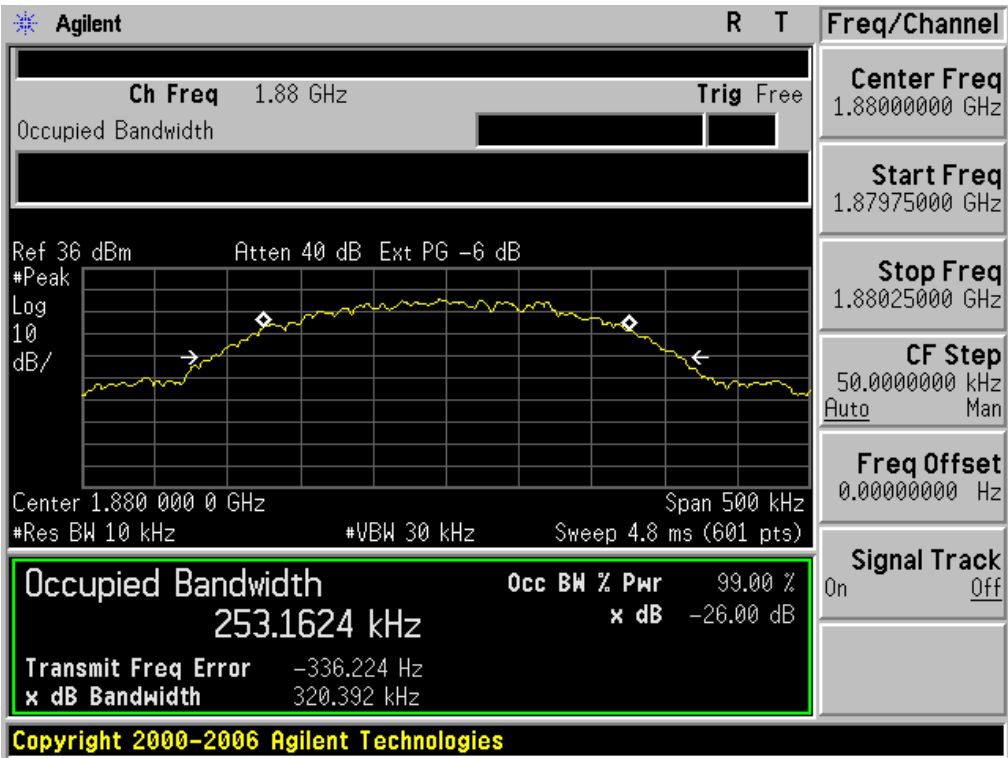 Agilent R T
Ch Freq 1.88 GHz Trig Free
Occupied Bandwidth
Ref 36 dBm Atten 40 dB Ext PG -6 dB
#Peak
Log
10
dB/
Center 1.880 000 0 GHz Span 500 kHz
#Res BW 10 kHz #VBW 30 kHz Sweep 4.8 ms (601 pts)
Occupied Bandwidth Occ BW % Pwr 99.00 %
253.1624 kHz x dB -26.00 dB
Transmit Freq Error -336.224 Hz
x dB Bandwidth 320.392 kHz
Copyright 2000-2006 Agilent Technologies
Freq/Channel
Center Freq
1.88000000 GHz
Start Freq
1.87975000 GHz
Stop Freq
1.88025000 GHz
CF Step
50.0000000 kHz
Auto Man
Freq Offset
0.00000000 Hz
Signal Track
On Off